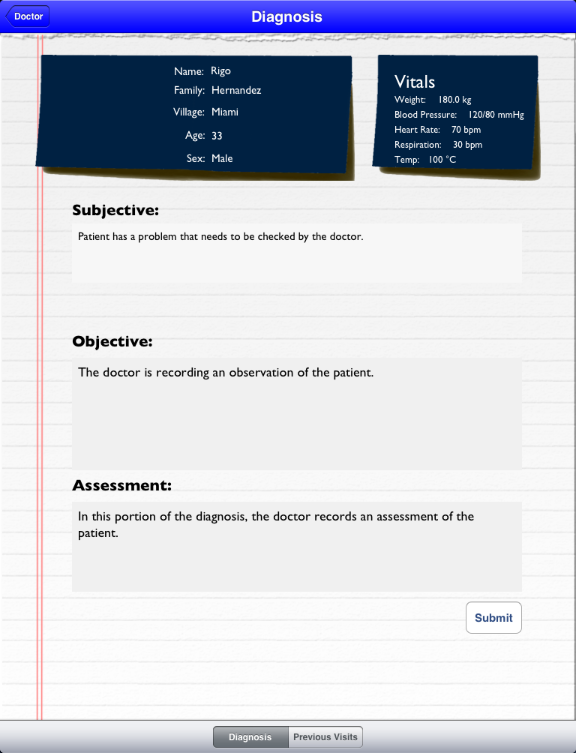 Doctor
Diagnosis
Name: Rigo
Family: Hernandez
Village: Miami
Age: 33
Sex: Male
Vitals
Weight: 180.0 kg
Blood Pressure: 120/80 mmHg
Heart Rate: 70 bpm
Respiration: 30 bpm
Temp: 100 °C
Subjective:
Patient has a problem that needs to be checked by the doctor.
Objective:
The doctor is recording an observation of the patient.
Assessment:
In this portion of the diagnosis, the doctor records an assessment of the
patient.
Submit
Diagnosis
Previous Visits